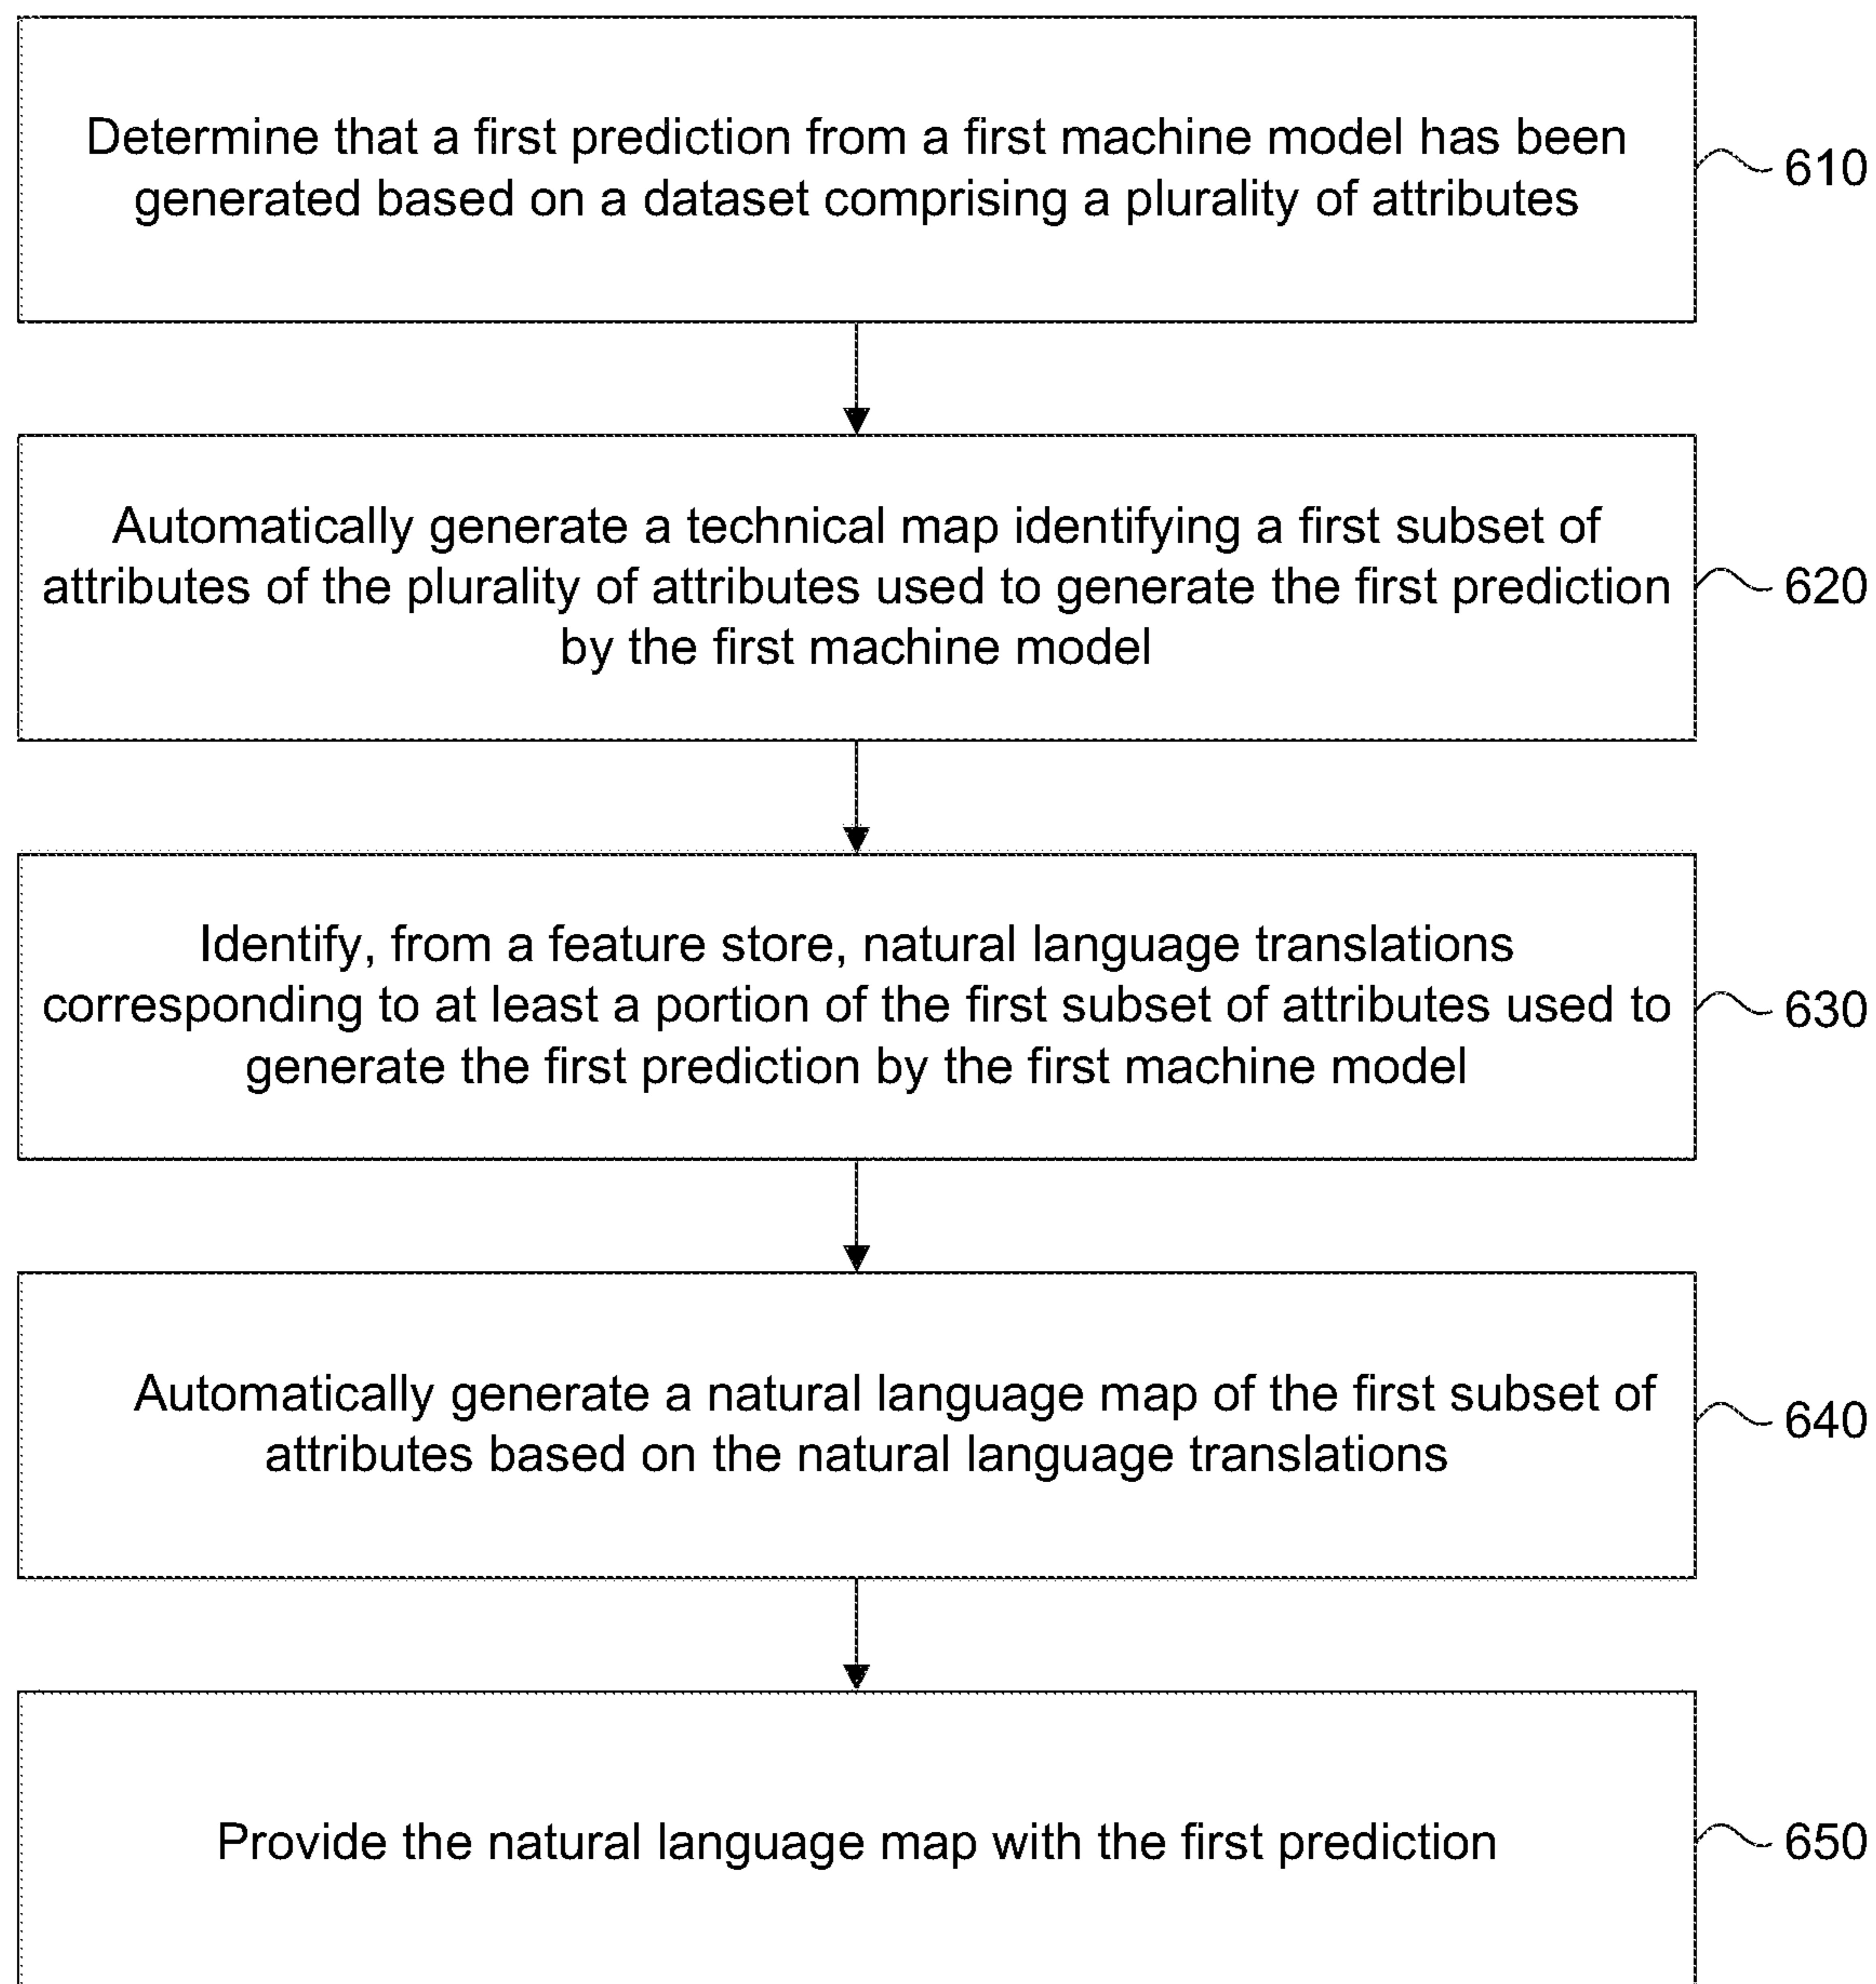 Determine that a first prediction from a first machine model has been
generated based on a dataset comprising a plurality of attributes
610
Automatically generate a technical map identifying a first subset of
attributes of the plurality of attributes used to generate the first prediction
by the first machine model
620
Identify, from a feature store, natural language translations
corresponding to at least a portion of the first subset of attributes used to
generate the first prediction by the first machine model
630
Automatically generate a natural language map of the first subset of
attributes based on the natural language translations
640
Provide the natural language map with the first prediction
650